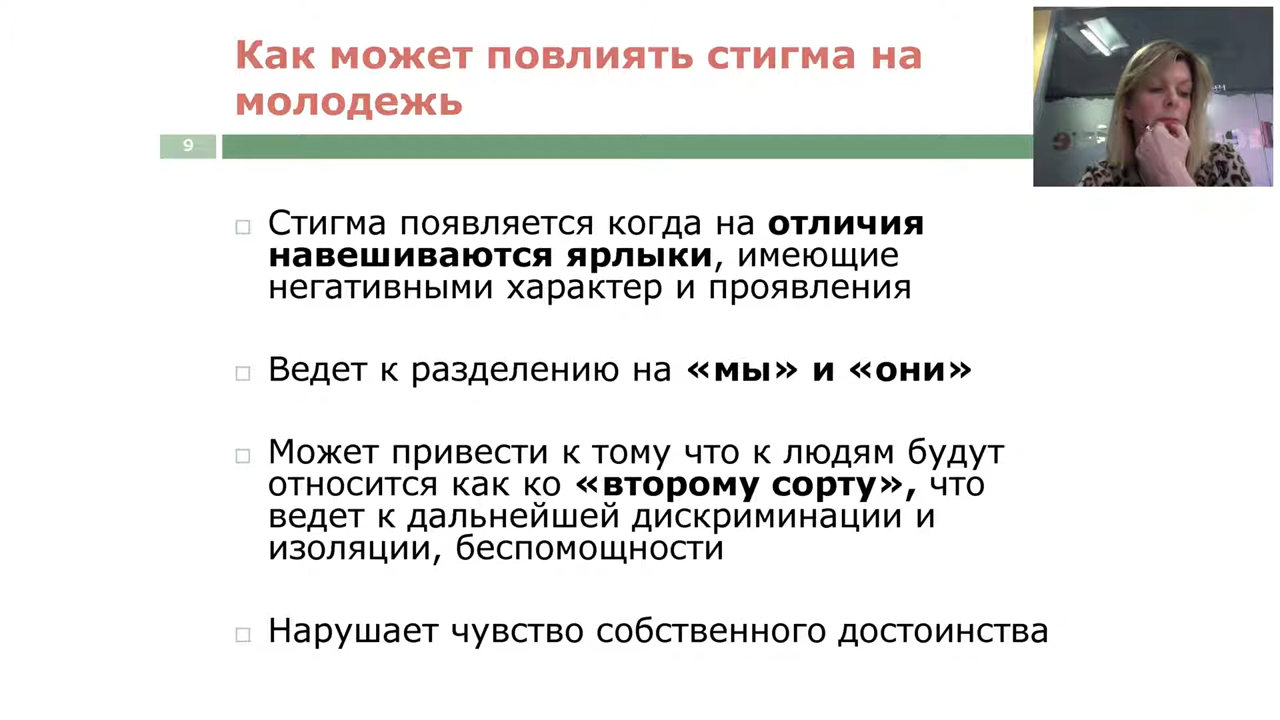 Как может повлиять стигма на
молодежь
9
Стигма появляется когда на отличия
навешиваются ярлыки, имеющие
негативными характер и проявления
Ведет к разделению на «мы» и «они»
Может привести к тому что к людям будут
относится как ко «второму сорту», что
ведет к дальнейшей дискриминации и
изоляции, беспомощности
Нарушает чувство собственного достоинства